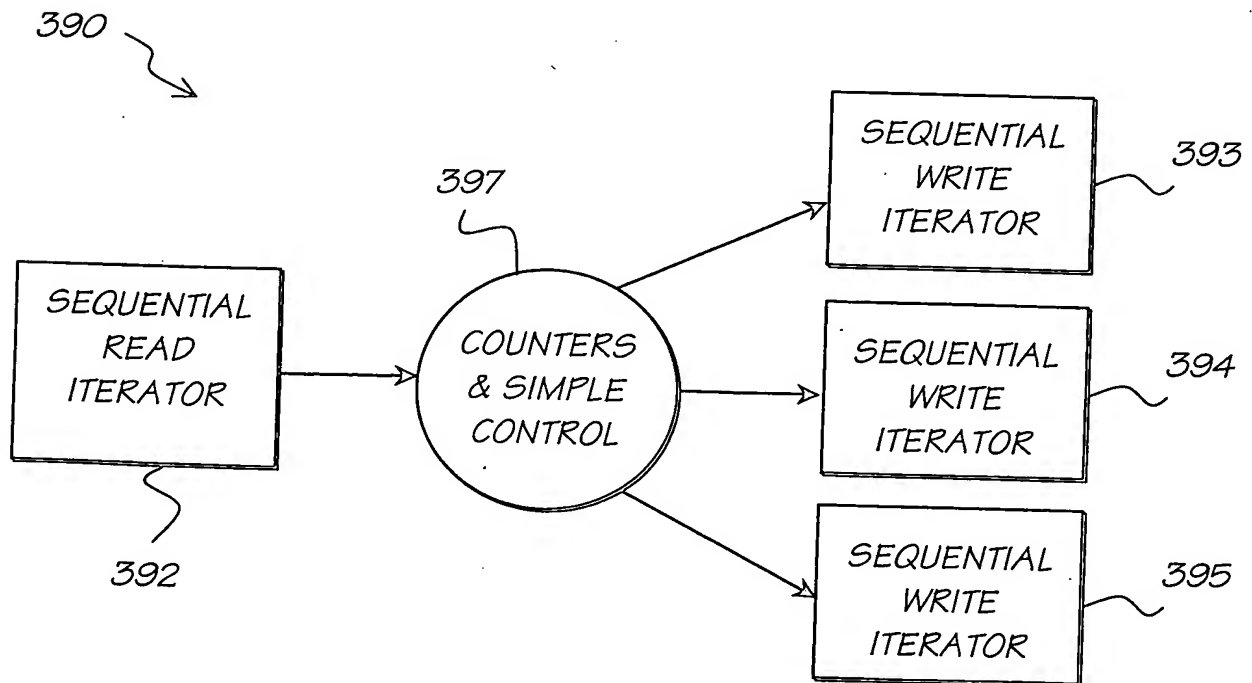 390
SEQUENTIAL
READ
ITERATOR
392
397
COUNTERS
& SIMPLE
CONTROL
SEQUENTIAL
WRITE
ITERATOR
393
SEQUENTIAL
WRITE
ITERATOR
394
SEQUENTIAL
WRITE
ITERATOR
395